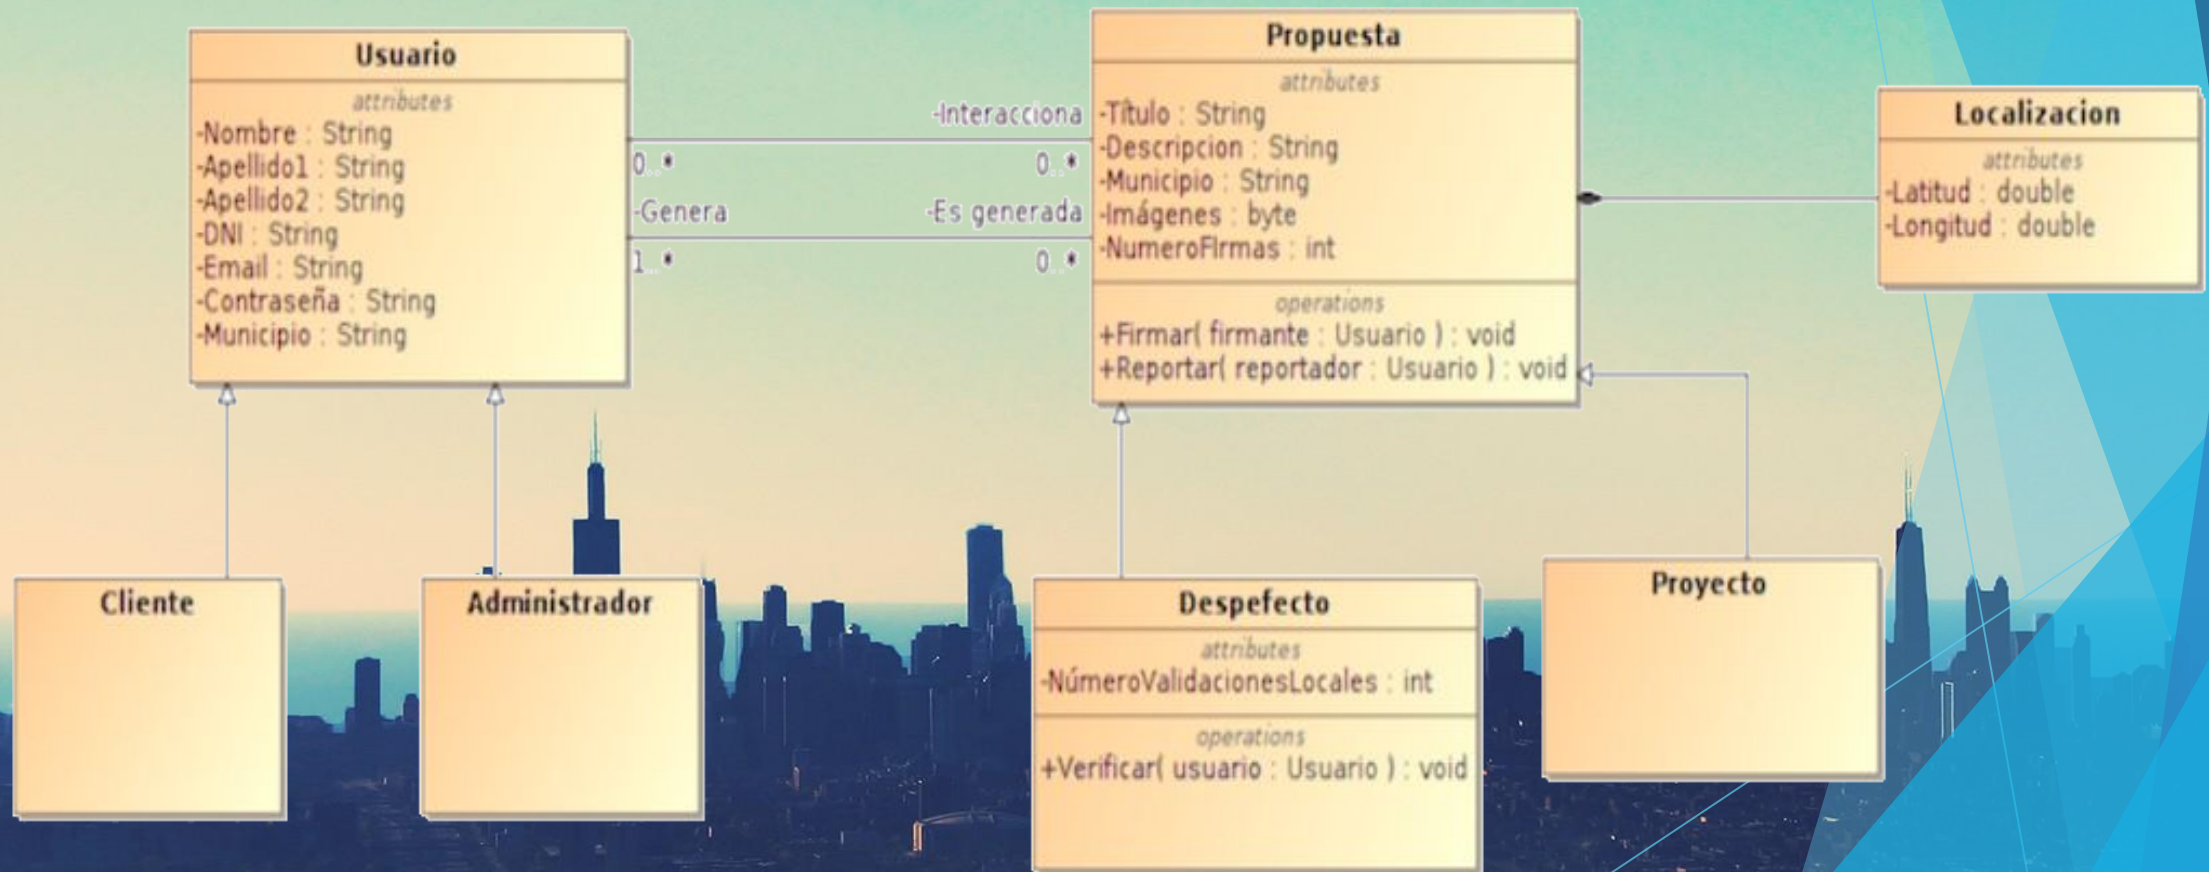 Usuario
attributes
-Nombre : String
-Apellido1 : String
-Apellido2 : String
-DNI : String
-Email : String
-Contraseña : String
-Municipio : String
-Interacciona
0..*
0..*
-Genera
-Es generada
1..*
0..*
Propuesta
attributes
-Título : String
-Descripcion : String
-Municipio : String
-Imágenes : byte
-NumeroFIrmas : int
operations
+Firmar( firmante : Usuario ) : void
+Reportar( reportador : Usuario ) : void
Localizacion
attributes
-Latitud : double
-Longitud : double
Cliente
Administrador
Despefecto
attributes
-NúmeroValidacionesLocales : int
operations
+Verificar( usuario : Usuario ) : void
Proyecto